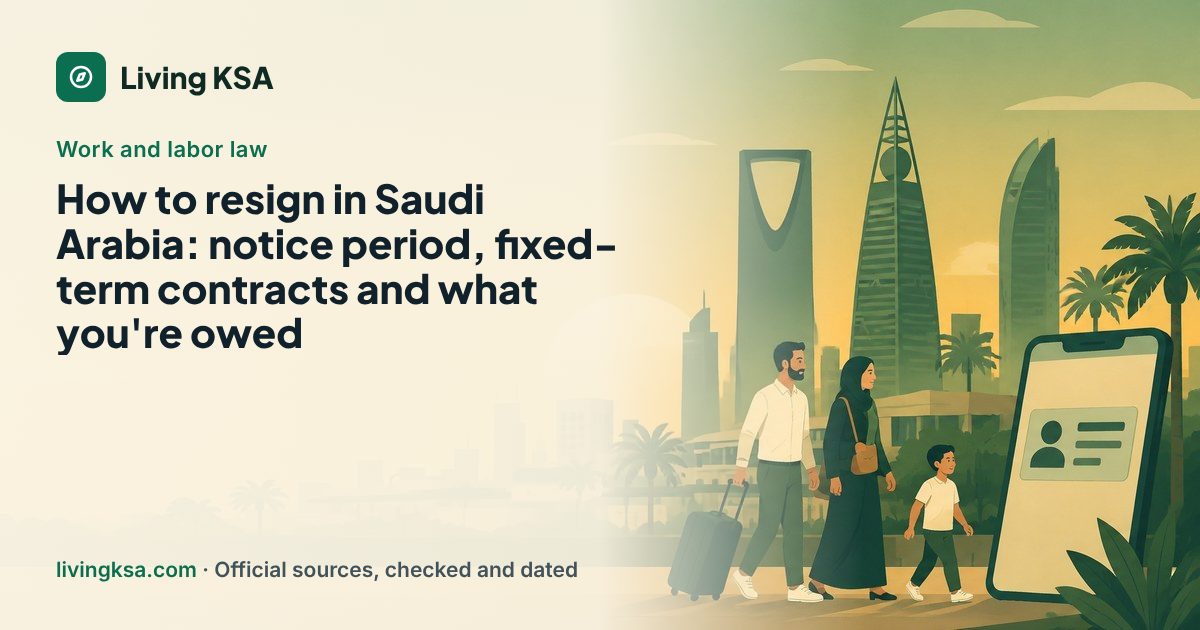 Living KSA
Work and labor law
How to resign in Saudi
Arabia: notice period, fixed-
term contracts and what
you're owed
livingksa.com · Official sources, checked and dated